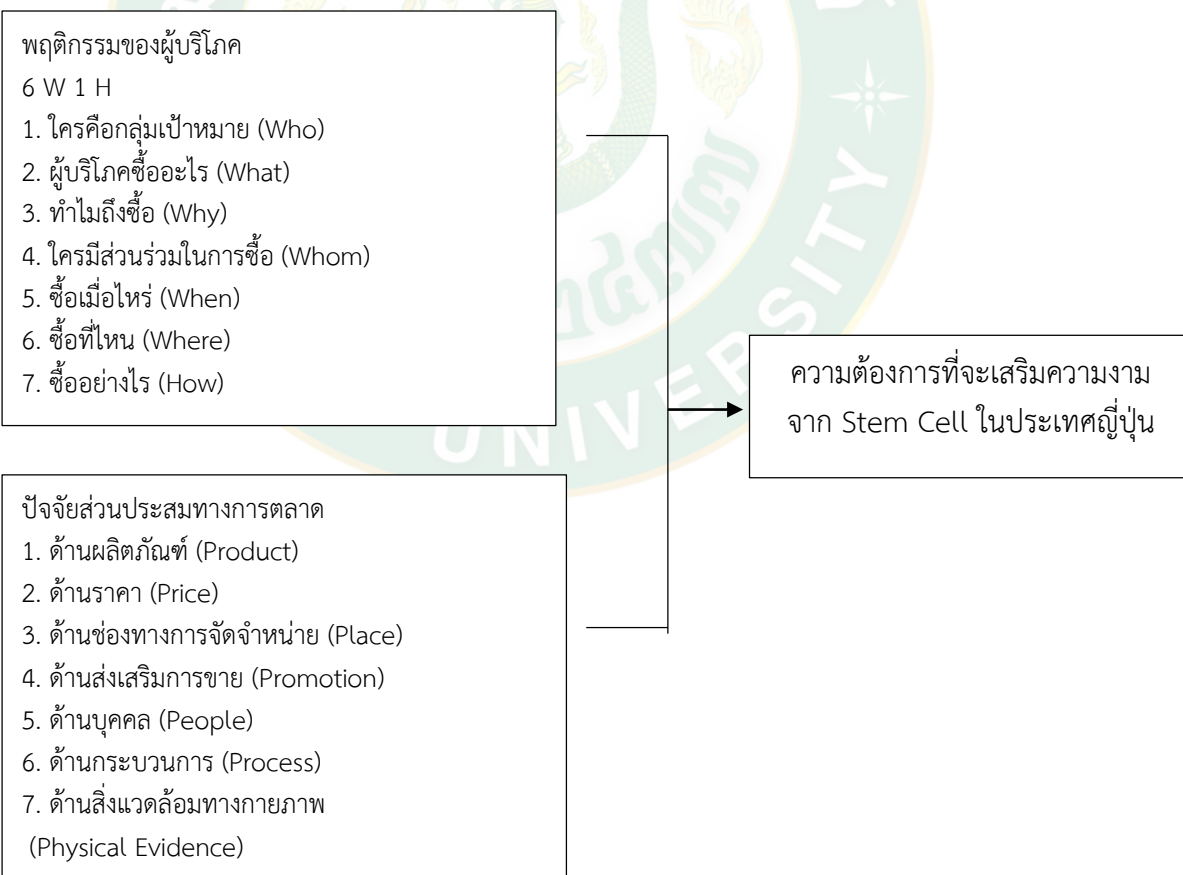 พฤติกรรมของผู้บริโภค
6 W 1 H
1. ใครคือกลุ่มเป้าหมาย (Who)
2. ผู้บริโภคซื้ออะไร (What)
3. ทำไมถึงซื้อ (Why)
4. ใครมีส่วนร่วมในการซื้อ (Whom)
5. ซื้อเมื่อไหร่ (When)
6. ซื้อที่ไหน (Where)
7. ซื้ออย่างไร (How)
ความต้องการที่จะเสริมความงาม
จาก Stem Cell ในประเทศญี่ปุ่น
ปัจจัยส่วนประสมทางการตลาด
1. ด้านผลิตภัณฑ์ (Product)
2. ด้านราคา (Price)
3. ด้านช่องทางการจัดจำหน่าย (Place)
4. ด้านส่งเสริมการขาย (Promotion)
5. ด้านบุคคล (People)
6. ด้านกระบวนการ (Process)
7. ด้านสิ่งแวดล้อมทางกายภาพ
(Physical Evidence)
UNIVERSITY